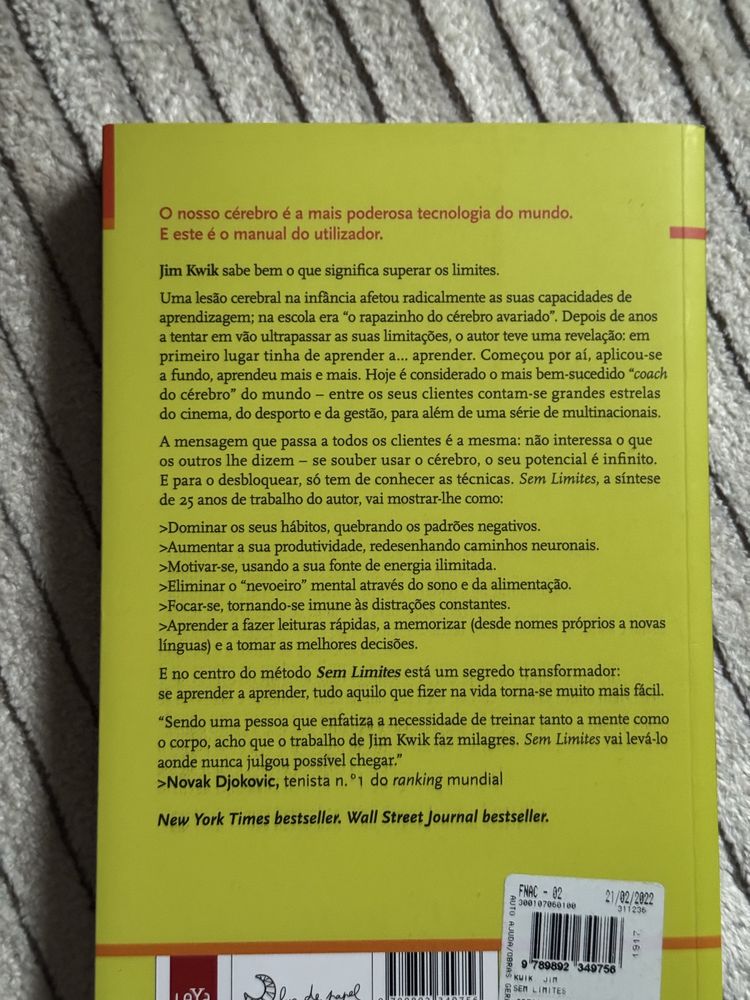 O nosso cérebro é a mais poderosa tecnologia do mundo.
E este é o manual do utilizador.
Jim Kwik sabe bem o que significa superar os limites.
Uma lesão cerebral na infância afetou radicalmente as suas capacidades de
aprendizagem; na escola era “o rapazinho do cérebro avariado”. Depois de anos
a tentar em vão ultrapassar as suas limitações, o autor teve uma revelação: em
primeiro lugar tinha de aprender a... aprender. Começou por aí, aplicou-se
a fundo, aprendeu mais e mais. Hoje é considerado o mais bem-sucedido “coach
do cérebro” do mundo – entre os seus clientes contam-se grandes estrelas
do cinema, do desporto e da gestão, para além de uma série de multinacionais.
A mensagem que passa a todos os clientes é a mesma: não interessa o que
os outros lhe dizem – se souber usar o cérebro, o seu potencial é infinito.
E para o desbloquear, só tem de conhecer as técnicas. Sem Limites, a síntese
de 25 anos de trabalho do autor, vai mostrar-lhe como:
>Dominar os seus hábitos, quebrando os padrões negativos.
>Aumentar a sua produtividade, redesenhando caminhos neuronais.
>Motivar-se, usando a sua fonte de energia ilimitada.
>Eliminar o “nevoeiro” mental através do sono e da alimentação.
>Focar-se, tornando-se imune às distrações constantes.
>Aprender a fazer leituras rápidas, a memorizar (desde nomes próprios a novas
línguas) e a tomar as melhores decisões.
E no centro do método Sem Limites está um segredo transformador:
se aprender a aprender, tudo aquilo que fizer na vida torna-se muito mais fácil.
“Sendo uma pessoa que enfatiza a necessidade de treinar tanto a mente como
o corpo, acho que o trabalho de Jim Kwik faz milagres. Sem Limites vai levá-lo
aonde nunca julgou possível chegar.”
>Novak Djokovic, tenista n.º 1 do ranking mundial
New York Times bestseller. Wall Street Journal bestseller.
FNAC - 02 21/02/2022
300107060100 311236
AUTO AJUDA/OBRAS
1917
9 789892 349756
KWIK JIM
SEM LIMITES
LeYa
de papel